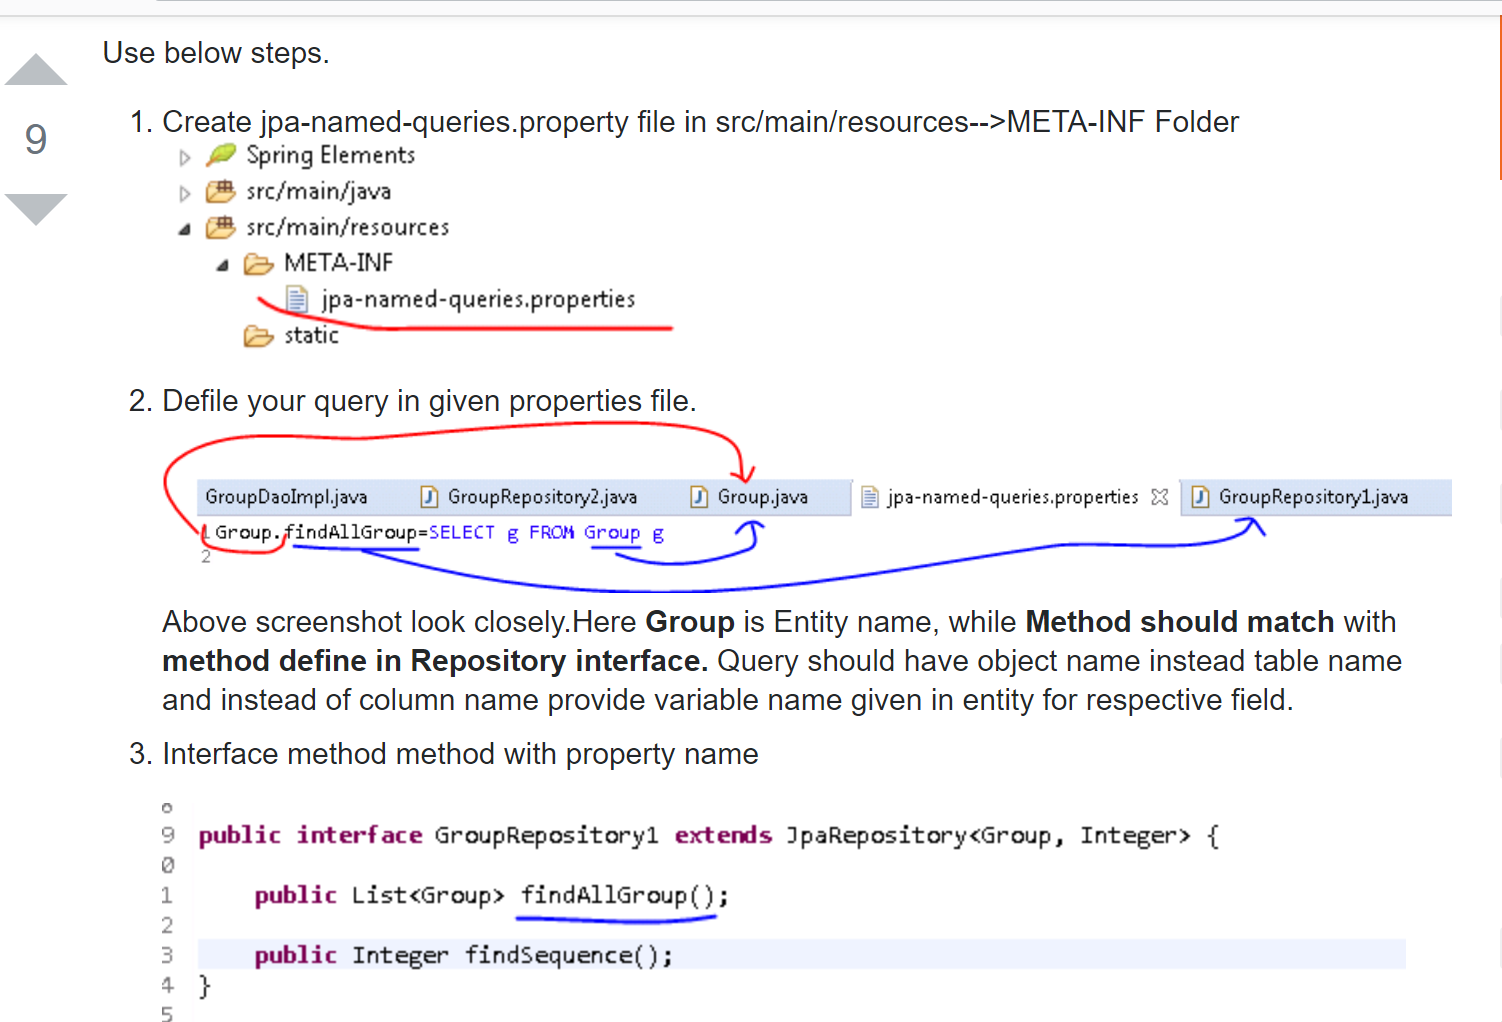 Use below steps.
9
1. Create jpa-named-queries.property file in src/main/resources-->META-INF Folder
Spring Elements
src/main/java
src/main/resources
META-INF
jpa-named-queries.properties
static
2. Defile your query in given properties file.
GroupDaoImpl.java GroupRepository2.java Group.java jpa-named-queries.properties GroupRepository1.java
1 Group.findAllGroup=SELECT g FROM Group g
2
Above screenshot look closely.Here Group is Entity name, while Method should match with
method define in Repository interface. Query should have object name instead table name
and instead of column name provide variable name given in entity for respective field.
3. Interface method method with property name
9 public interface GroupRepository1 extends JpaRepository<Group, Integer> {
0
1 public List<Group> findAllGroup();
2
3 public Integer findSequence();
4 }
5